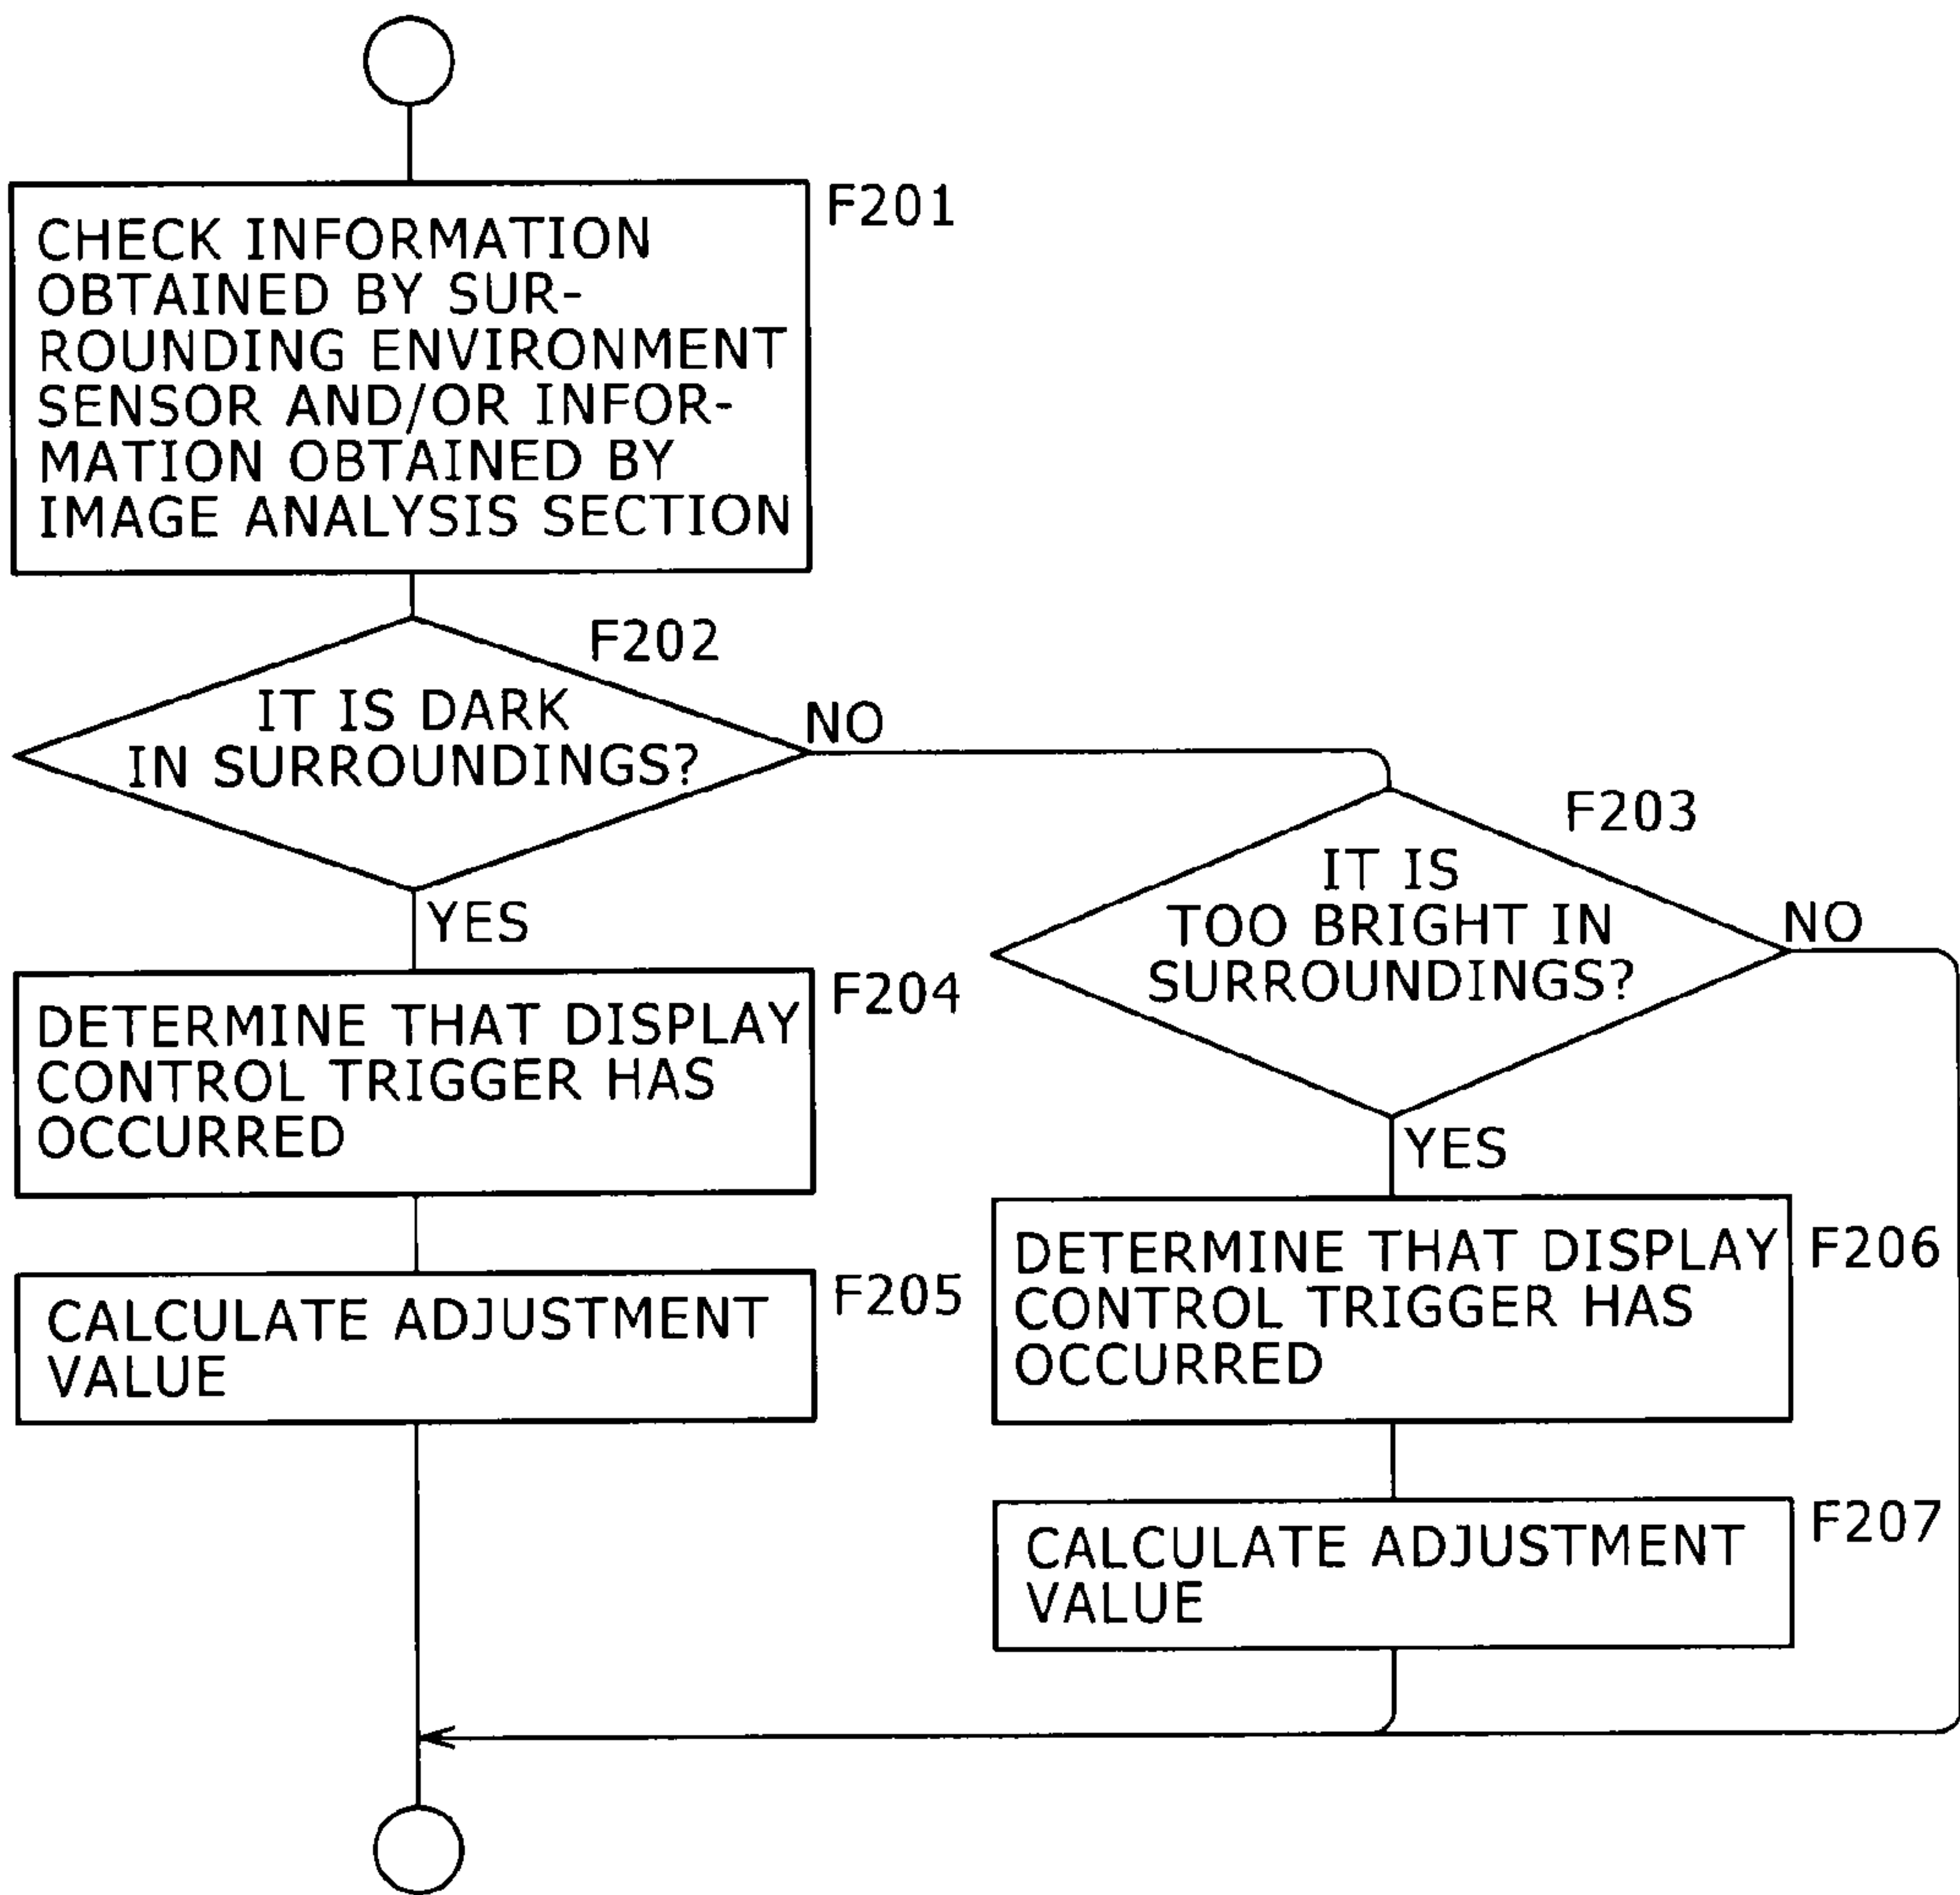 F201
CHECK INFORMATION
OBTAINED BY SUR-
ROUNDING ENVIRONMENT
SENSOR AND/OR INFOR-
MATION OBTAINED BY
IMAGE ANALYSIS SECTION
F202
IT IS DARK
IN SURROUNDINGS?
NO
YES
F203
IT IS
TOO BRIGHT IN
SURROUNDINGS?
NO
YES
F204
DETERMINE THAT DISPLAY
CONTROL TRIGGER HAS
OCCURRED
F205
CALCULATE ADJUSTMENT
VALUE
F206
DETERMINE THAT DISPLAY
CONTROL TRIGGER HAS
OCCURRED
F207
CALCULATE ADJUSTMENT
VALUE